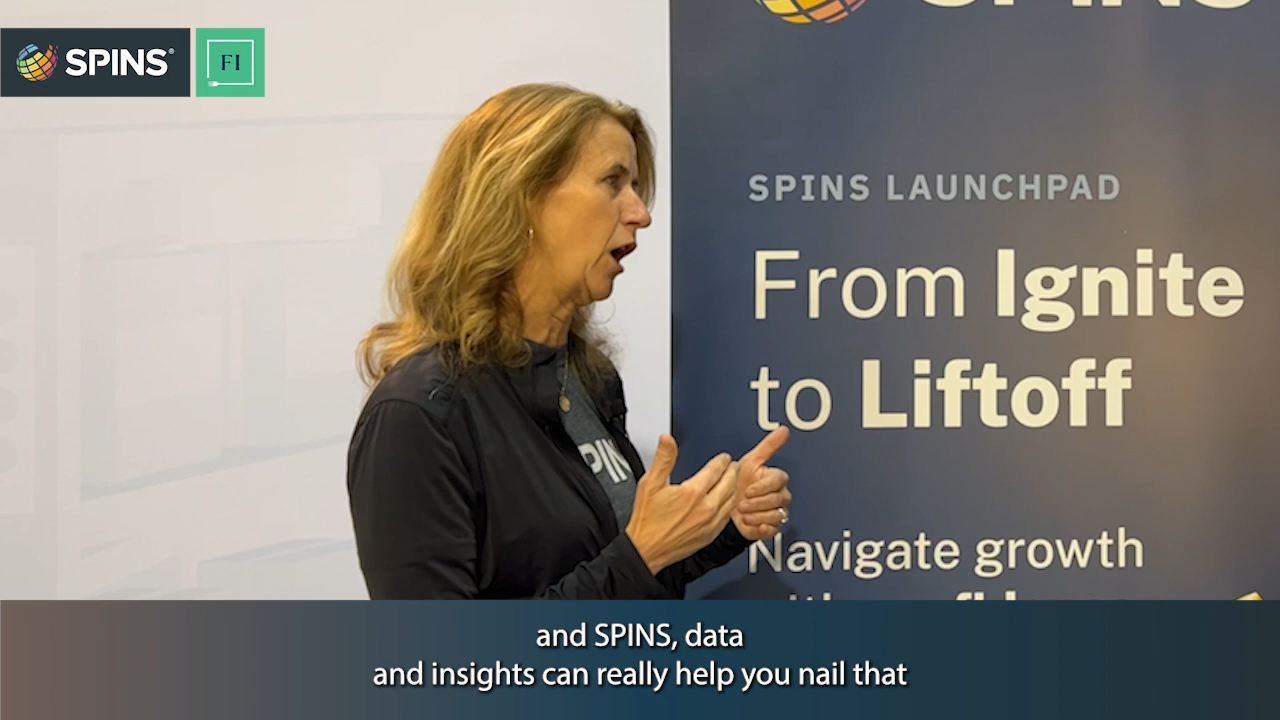 SPINS®
FI
SPINS
SPINS LAUNCHPAD
From Ignite
to Liftoff
Navigate growth
and SPINS, data
and insights can really help you nail that